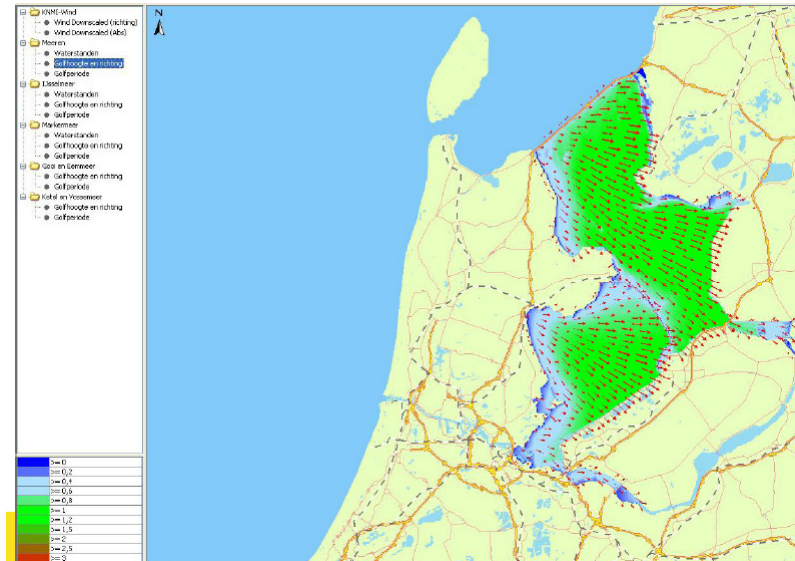 KNMI-Wind
Wind Downscaled (richting)
Wind Downscaled (Abs)
Meeren
Waterstanden
Golfhoogte en richting
Golfperiode
IJsselmeer
Waterstanden
Golfhoogte en richting
Golfperiode
Markermeer
Waterstanden
Golfhoogte en richting
Golfperiode
Gooi en Eemmeer
Golfhoogte en richting
Golfperiode
Ketel en Vossemeer
Golfhoogte en richting
Golfperiode
N
>= 0
>= 0,2
>= 0,4
>= 0,6
>= 0,8
>= 1
>= 1,2
>= 1,5
>= 2
>= 2,5
>= 3